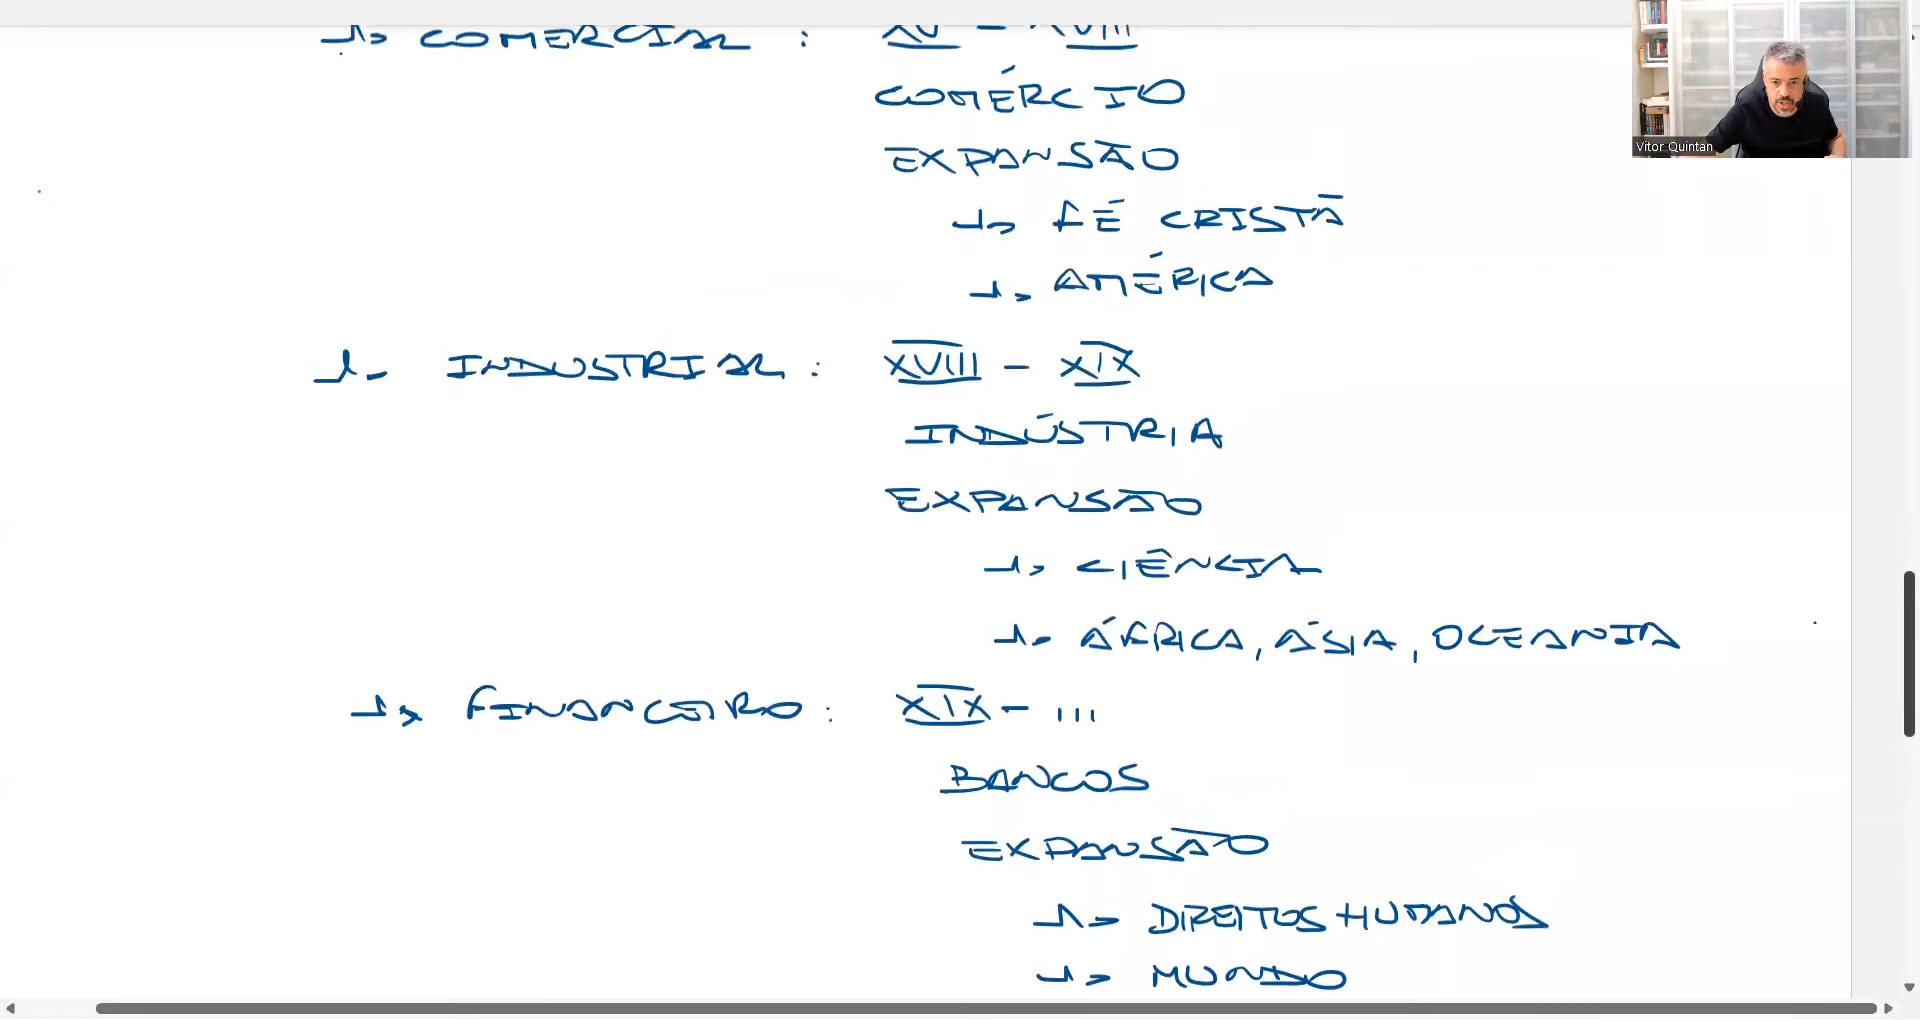 ↳ COMERCIAL : XV - XVIII
COMÉRCIO
EXPANSÃO
↳ FÉ CRISTÃ
↳ AMÉRICA
↳ INDUSTRIAL : XVIII - XIX
INDÚSTRIA
EXPANSÃO
↳ CIÊNCIA
↳ ÁFRICA, ÁSIA, OCEANIA
↳ FINANCEIRO : XIX - ...
BANCOS
EXPANSÃO
↳ DIREITOS HUMANOS
↳ MUNDO
Vitor Quintan